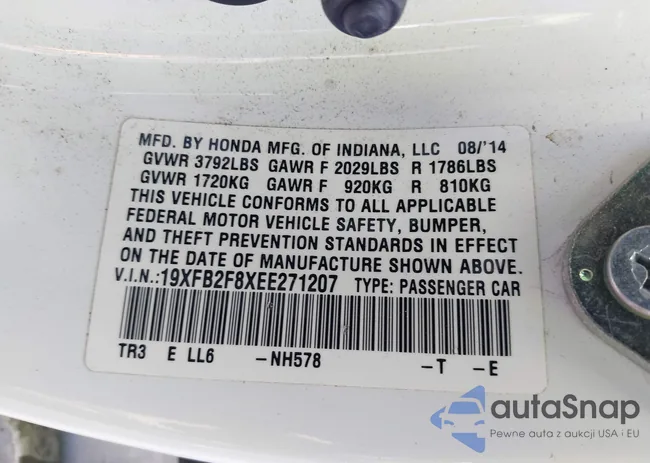 MFD. BY HONDA MFG. OF INDIANA, LLC 08/'14
GVWR 3792LBS GAWR F 2029LBS R 1786LBS
GVWR 1720KG GAWR F 920KG R 810KG
THIS VEHICLE CONFORMS TO ALL APPLICABLE
FEDERAL MOTOR VEHICLE SAFETY, BUMPER,
AND THEFT PREVENTION STANDARDS IN EFFECT
ON THE DATE OF MANUFACTURE SHOWN ABOVE.
V.I.N.:19XFB2F8XEE271207 TYPE: PASSENGER CAR
TR3 E LL6 -NH578 -T -E
autaSnap
Pewne auta z aukcji USA i EU